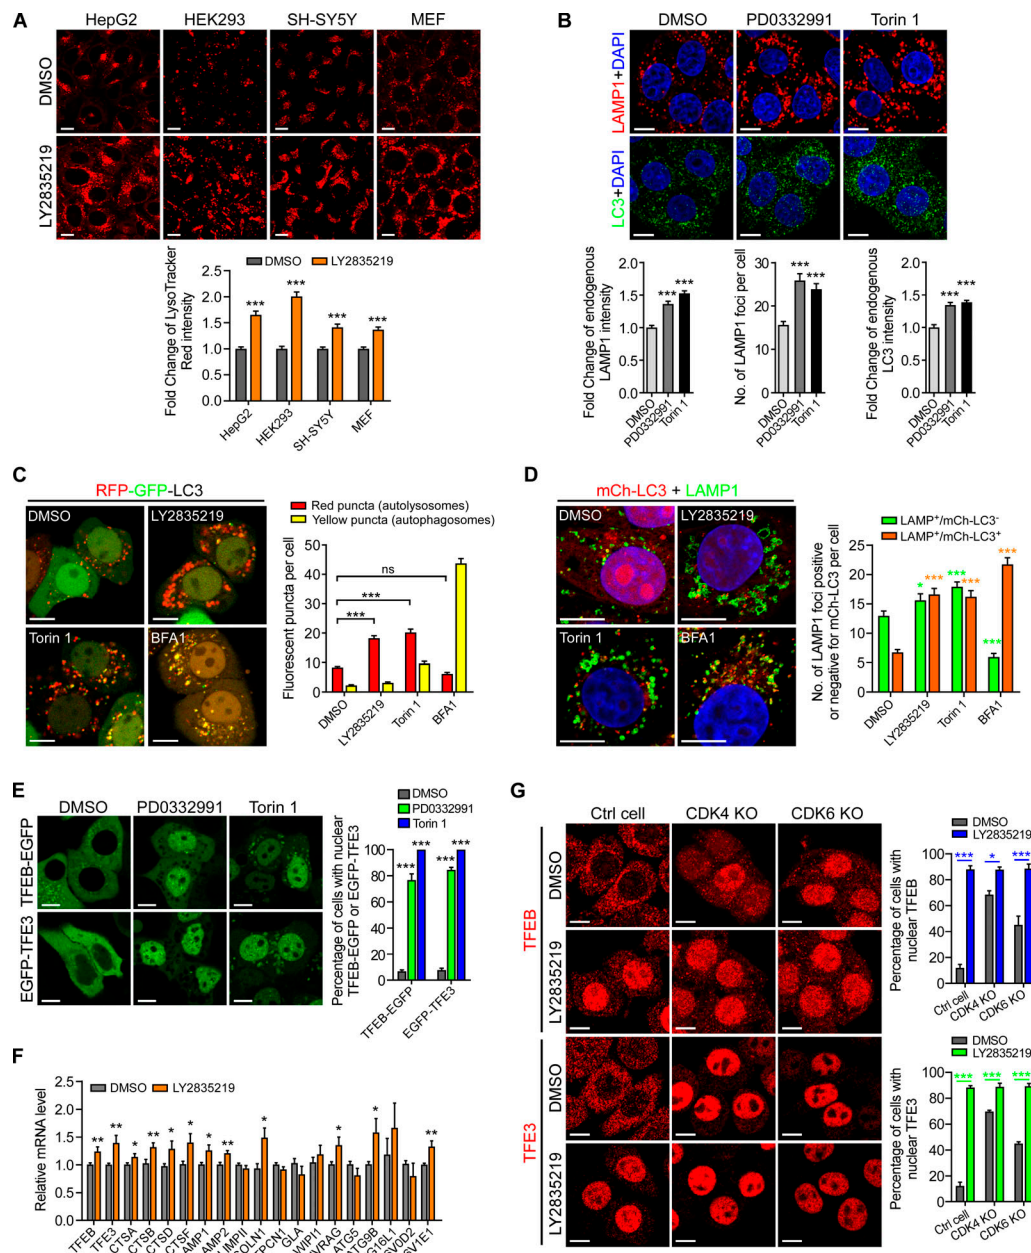 A
HepG2
HEK293
SH-SY5Y
MEF
DMSO
LY2835219
DMSO
LY2835219
Fold Change of LysoTracker
Red intensity
2.5
2.0
1.5
1.0
0.5
0.0
***
***
***
***
HepG2
HEK293
SH-SY5Y
MEF
B
DMSO
PD0332991
Torin 1
LAMP1+DAPI
LC3+DAPI
Fold Change of endogenous
LAMP1 intensity
2.0
1.5
1.0
0.5
0.0
***
***
DMSO
PD0332991
Torin 1
No. of LAMP1 foci per cell
30
20
10
0
***
***
DMSO
PD0332991
Torin 1
Fold Change of endogenous
LC3 intensity
2.0
1.5
1.0
0.5
0.0
***
***
DMSO
PD0332991
Torin 1
C
RFP-GFP-LC3
DMSO
LY2835219
Torin 1
BFA1
Red puncta (autolysosomes)
Yellow puncta (autophagosomes)
Fluorescent puncta per cell
50
40
30
20
10
0
ns
***
***
DMSO
LY2835219
Torin 1
BFA1
D
mCh-LC3 + LAMP1
DMSO
LY2835219
Torin 1
BFA1
LAMP⁺/mCh-LC3⁻
LAMP⁺/mCh-LC3⁺
No. of LAMP1 foci positive
or negative for mCh-LC3 per cell
25
20
15
10
5
0
*
***
***
***
***
***
DMSO
LY2835219
Torin 1
BFA1
E
DMSO
PD0332991
Torin 1
TFEB-EGFP
EGFP-TFE3
DMSO
PD0332991
Torin 1
Percentage of cells with nuclear
TFEB-EGFP or EGFP-TFE3
100
80
60
40
20
0
***
***
***
***
TFEB-EGFP
EGFP-TFE3
F
DMSO
LY2835219
Relative mRNA level
2.5
2.0
1.5
1.0
0.5
0.0
**
**
*
**
*
*
*
**
*
*
*
**
TFEB
TFE3
CTSA
CTSB
CTSD
CTSF
AMP1
AMP2
IMPII
OLN1
PCN1
GLA
WIPI1
VRAG
ATG5
ATG9B
G16L1
SV0D2
SV1E1
G
Ctrl cell
CDK4 KO
CDK6 KO
TFEB
DMSO
LY2835219
TFE3
DMSO
LY2835219
DMSO
LY2835219
Percentage of cells with
nuclear TFEB
100
80
60
40
20
0
***
*
***
Ctrl cell
CDK4 KO
CDK6 KO
DMSO
LY2835219
Percentage of cells with
nuclear TFE3
100
80
60
40
20
0
***
***
***
Ctrl cell
CDK4 KO
CDK6 KO